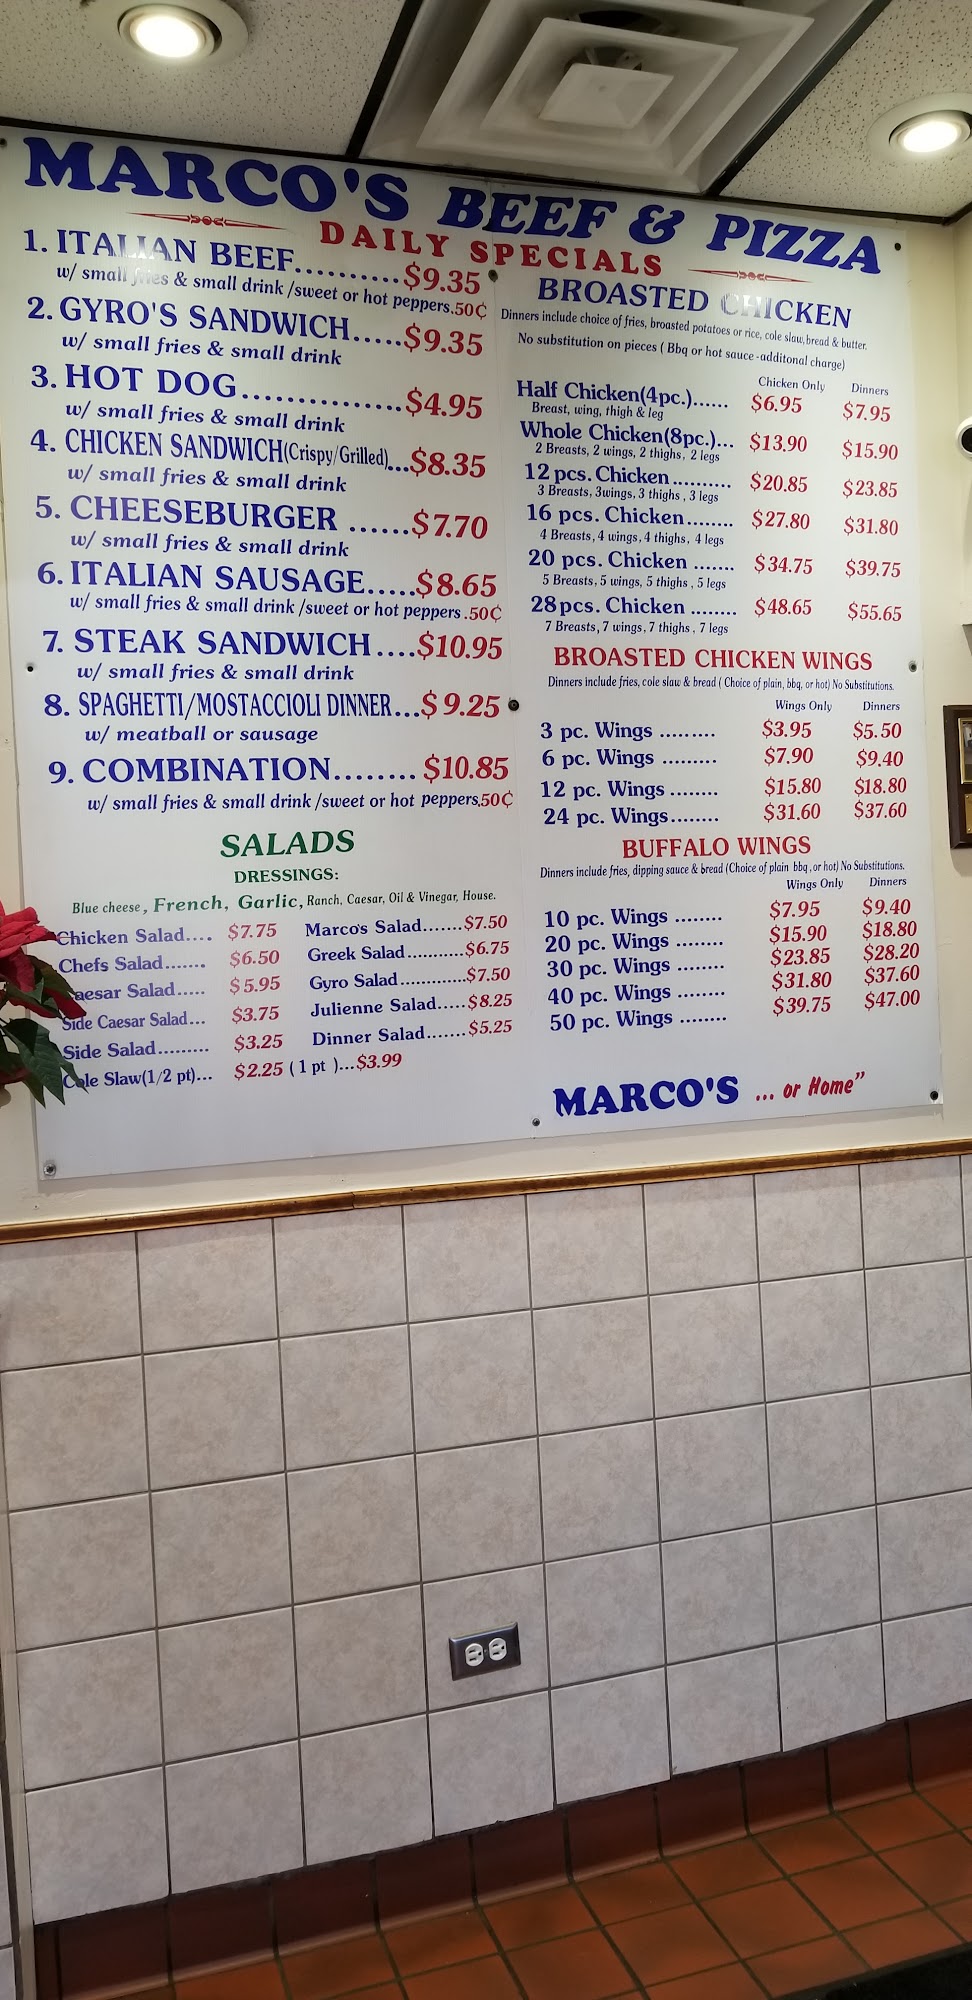 MARCO'S BEEF & PIZZA
DAILY SPECIALS
1. ITALIAN BEEF..........$9.35
w/ small fries & small drink /sweet or hot peppers.50¢
2. GYRO'S SANDWICH.....$9.35
w/ small fries & small drink
3. HOT DOG...............$4.95
w/ small fries & small drink
4. CHICKEN SANDWICH(Crispy/Grilled)...$8.35
w/ small fries & small drink
5. CHEESEBURGER ......$7.70
w/ small fries & small drink
6. ITALIAN SAUSAGE.....$8.65
w/ small fries & small drink /sweet or hot peppers .50¢
7. STEAK SANDWICH....$10.95
w/ small fries & small drink
8. SPAGHETTI/MOSTACCIOLI DINNER...$9.25
w/ meatball or sausage
9. COMBINATION........ $10.85
w/ small fries & small drink /sweet or hot peppers.50¢
SALADS
DRESSINGS:
Blue cheese, French, Garlic, Ranch, Caesar, Oil & Vinegar, House.
Chicken Salad.... $7.75
Chefs Salad....... $6.50
Caesar Salad..... $5.95
Side Caesar Salad... $3.75
Side Salad......... $3.25
Cole Slaw(1/2 pt)... $2.25 ( 1 pt )...$3.99
Marco's Salad.......$7.50
Greek Salad...........$6.75
Gyro Salad.............$7.50
Julienne Salad.....$8.25
Dinner Salad.......$5.25
BROASTED CHICKEN
Dinners include choice of fries, broasted potatoes or rice, cole slaw, bread & butter.
No substitution on pieces ( Bbq or hot sauce -additonal charge)
Chicken Only Dinners
Half Chicken(4pc.)...... $6.95 $7.95
Breast, wing, thigh & leg
Whole Chicken(8pc.)... $13.90 $15.90
2 Breasts, 2 wings, 2 thighs, 2 legs
12 pcs. Chicken .......... $20.85 $23.85
3 Breasts, 3wings, 3 thighs , 3 legs
16 pcs. Chicken........ $27.80 $31.80
4 Breasts, 4 wings, 4 thighs, 4 legs
20 pcs. Chicken ....... $34.75 $39.75
5 Breasts, 5 wings, 5 thighs , 5 legs
28pcs. Chicken ........ $48.65 $55.65
7 Breasts, 7 wings, 7 thighs , 7 legs
BROASTED CHICKEN WINGS
Dinners include fries, cole slaw & bread ( Choice of plain, bbq, or hot) No Substitutions.
Wings Only Dinners
3 pc. Wings ......... $3.95 $5.50
6 pc. Wings ......... $7.90 $9.40
12 pc. Wings ........ $15.80 $18.80
24 pc. Wings........ $31.60 $37.60
BUFFALO WINGS
Dinners include fries, dipping sauce & bread (Choice of plain bbq ,or hot) No Substitutions.
Wings Only Dinners
10 pc. Wings ........ $7.95 $9.40
20 pc. Wings ........ $15.90 $18.80
30 pc. Wings ........ $23.85 $28.20
40 pc. Wings ........ $31.80 $37.60
50 pc. Wings ........ $39.75 $47.00
MARCO'S ... or Home”